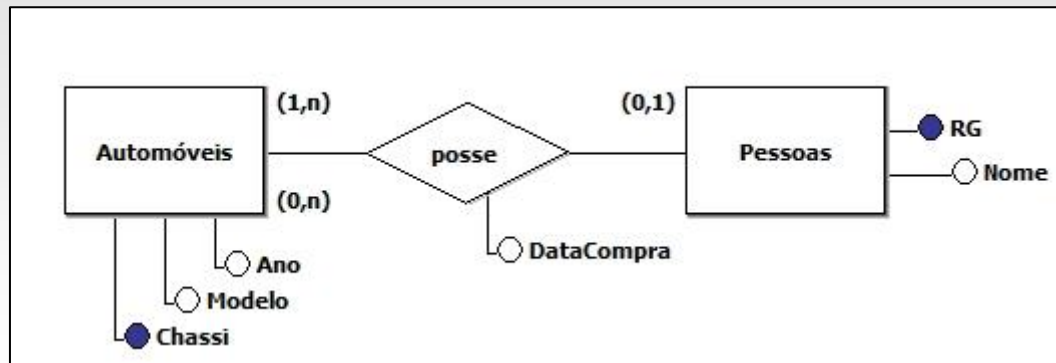 (1,n)
(0,1)
Automóveis
posse
Pessoas
RG
Nome
(0,n)
DataCompra
Ano
Modelo
Chassi